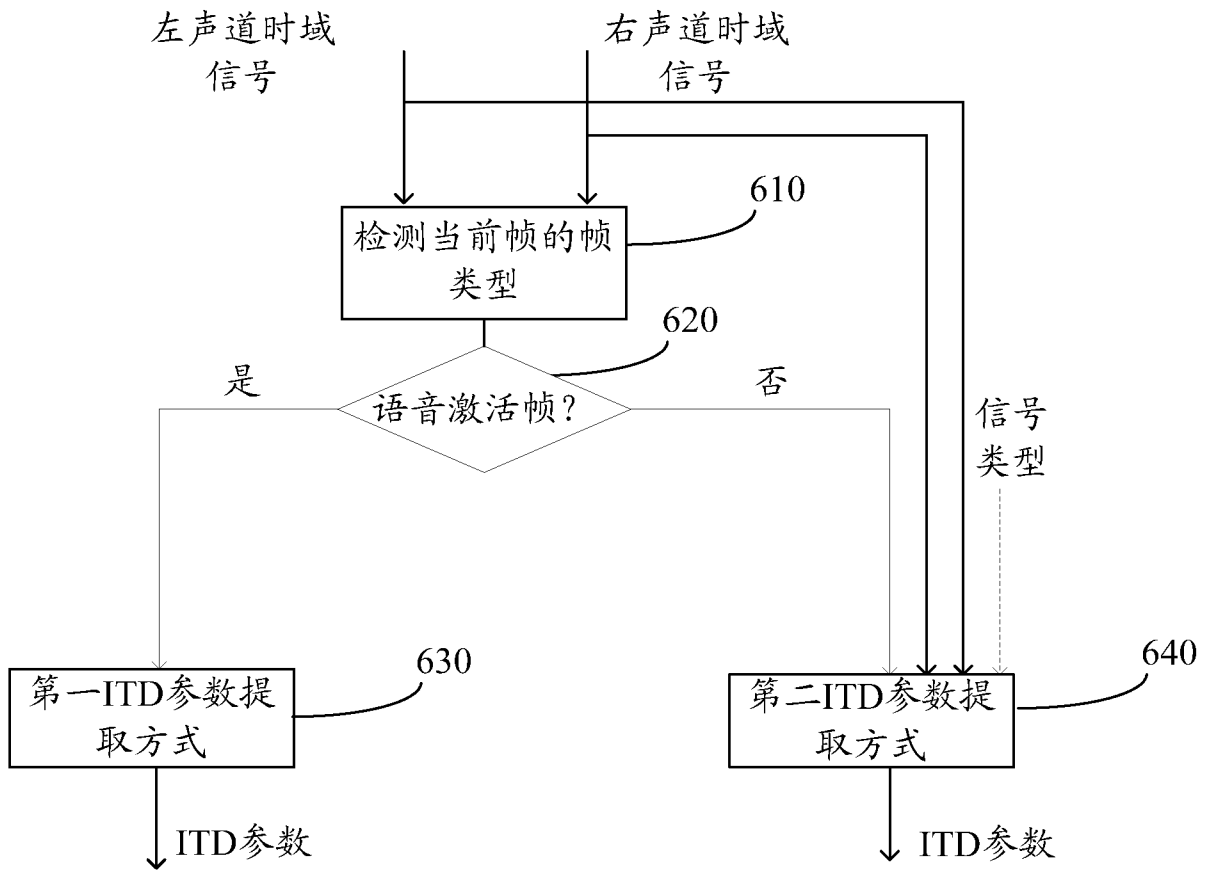 左声道时域
信号
右声道时域
信号
610
检测当前帧的帧
类型
620
是
语音激活帧？
否
信号
类型
630
第一ITD参数提
取方式
640
第二ITD参数提
取方式
ITD参数
ITD参数